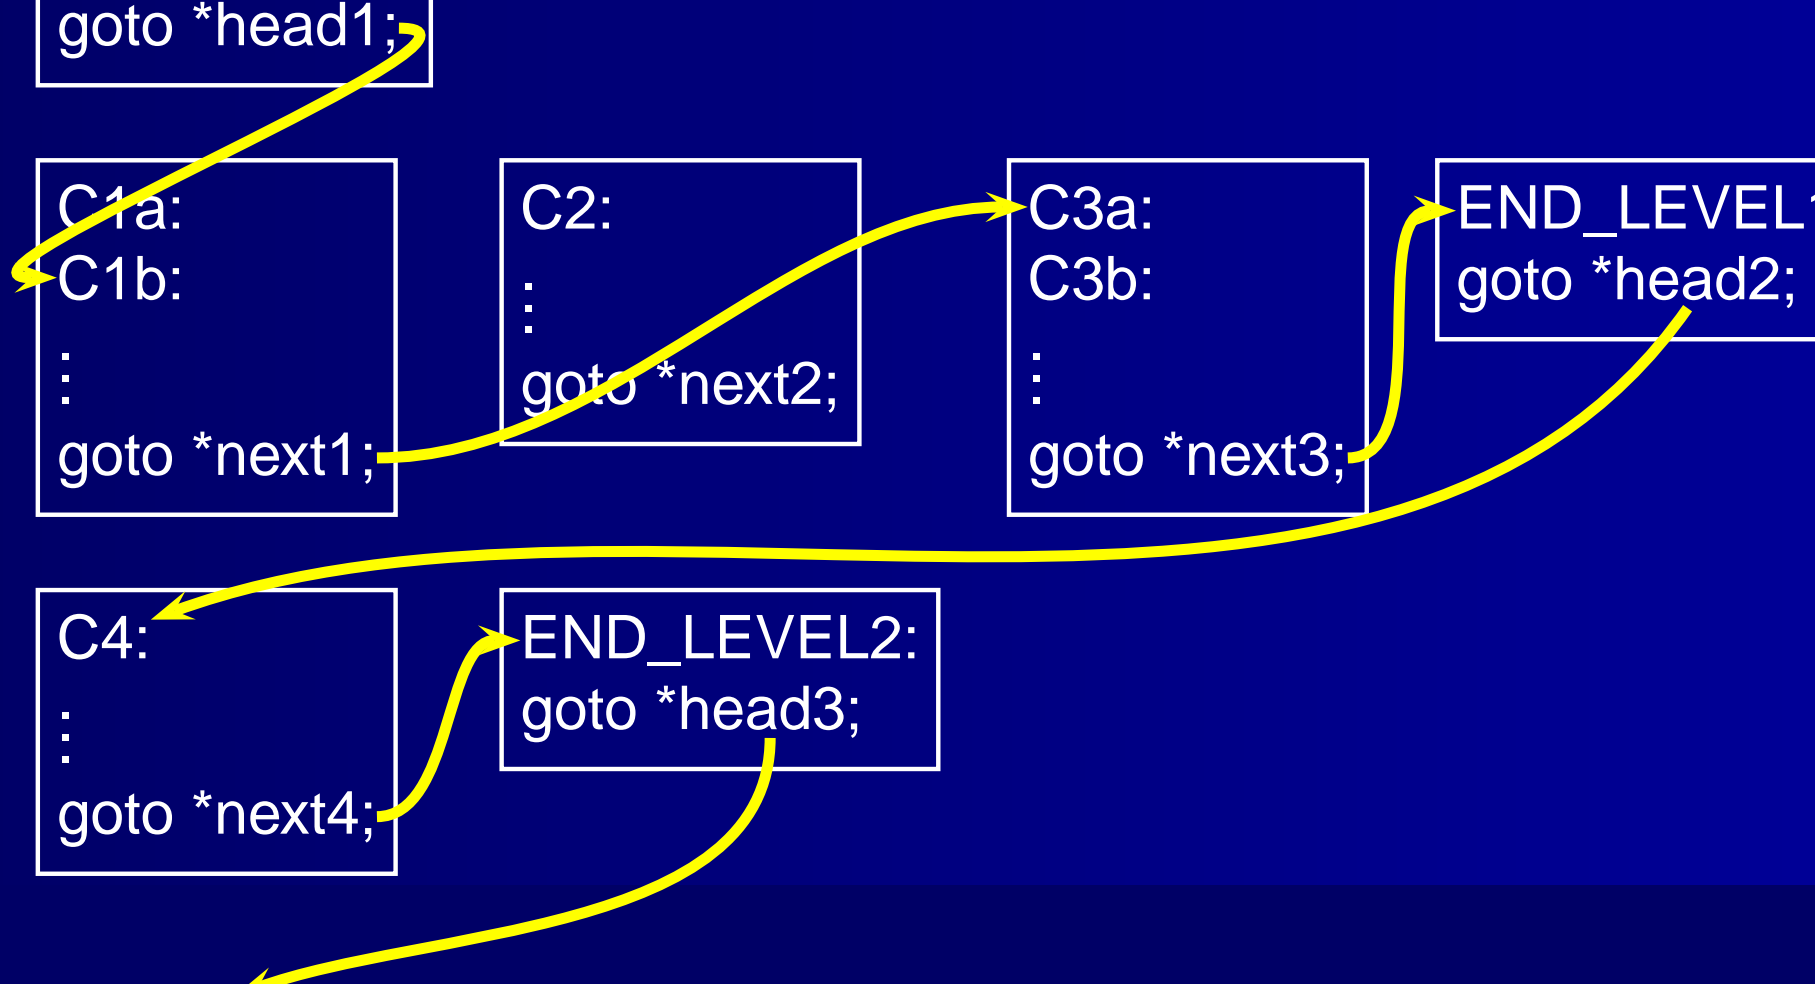 goto *head1;
C1a:
C1b:
⋮
goto *next1;
C2:
⋮
goto *next2;
C3a:
C3b:
⋮
goto *next3;
END_LEVEL1
goto *head2;
C4:
⋮
goto *next4;
END_LEVEL2:
goto *head3;